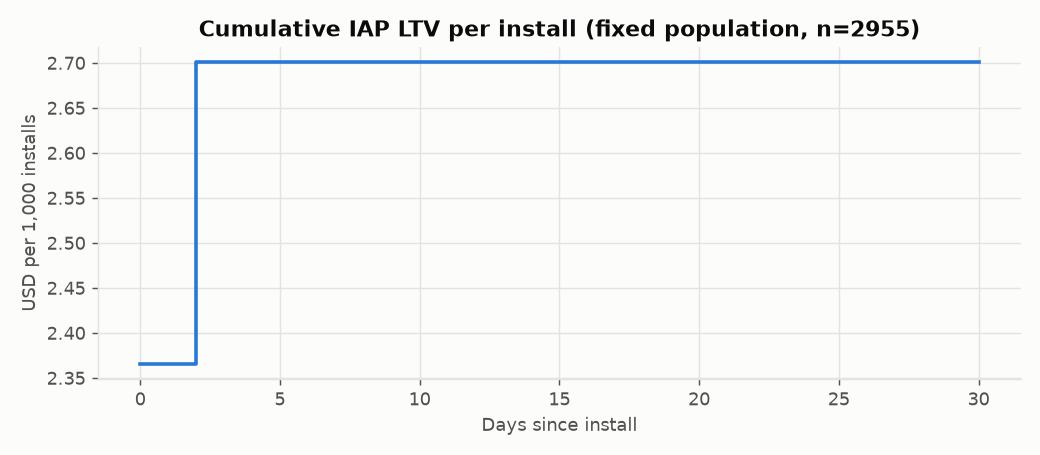 Cumulative IAP LTV per install (fixed population, n=2955)
USD per 1,000 installs
2.70
2.65
2.60
2.55
2.50
2.45
2.40
2.35
0 5 10 15 20 25 30
Days since install